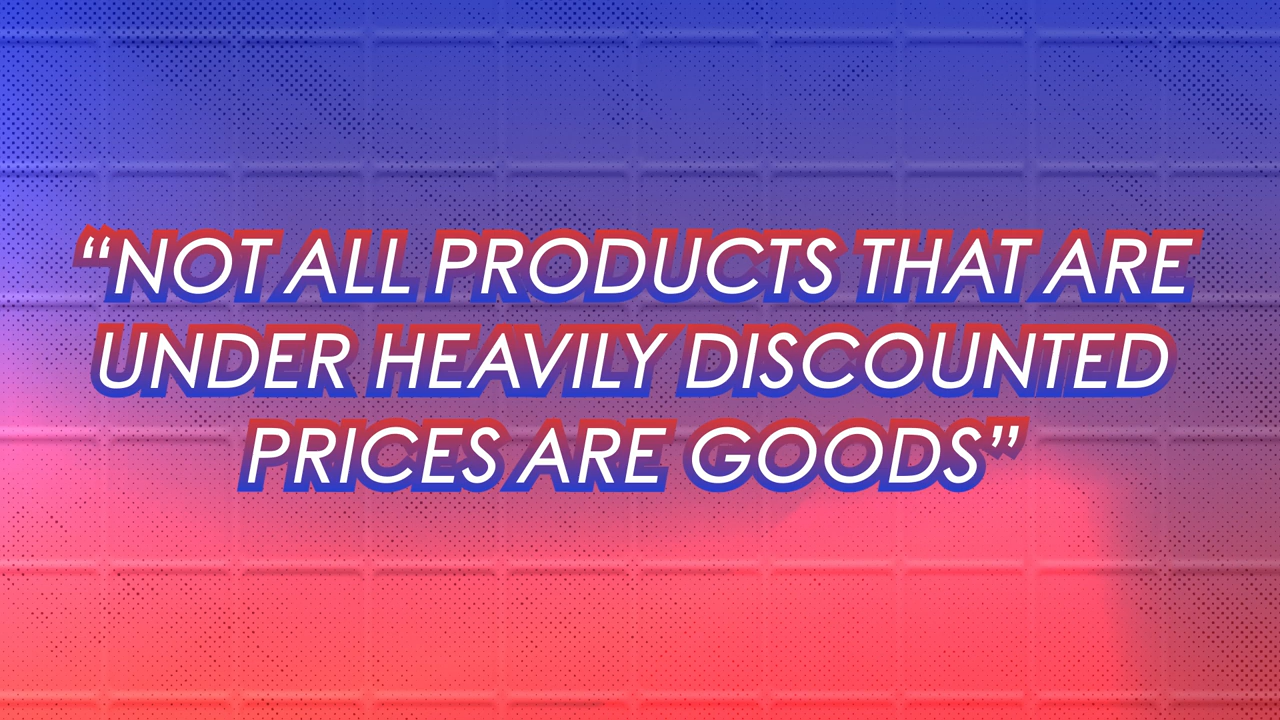 “NOT ALL PRODUCTS THAT ARE
UNDER HEAVILY DISCOUNTED
PRICES ARE GOODS”